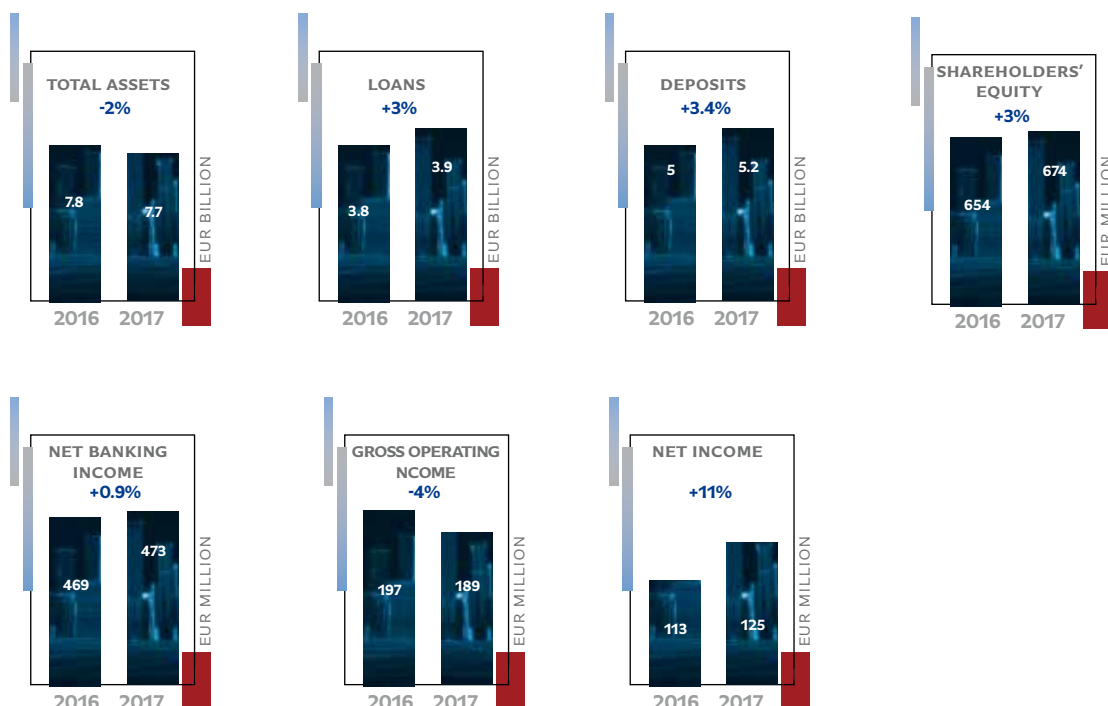 TOTAL ASSETS
-2%
7.8
7.7
EUR BILLION
2016 2017
LOANS
+3%
3.8
3.9
EUR BILLION
2016 2017
DEPOSITS
+3.4%
5
5.2
EUR BILLION
2016 2017
SHAREHOLDERS'
EQUITY
+3%
654
674
EUR MILLION
2016 2017
NET BANKING
INCOME
+0.9%
469
473
EUR MILLION
2016 2017
GROSS OPERATING
NCOME
-4%
197
189
EUR MILLION
2016 2017
NET INCOME
+11%
113
125
EUR MILLION
2016 2017